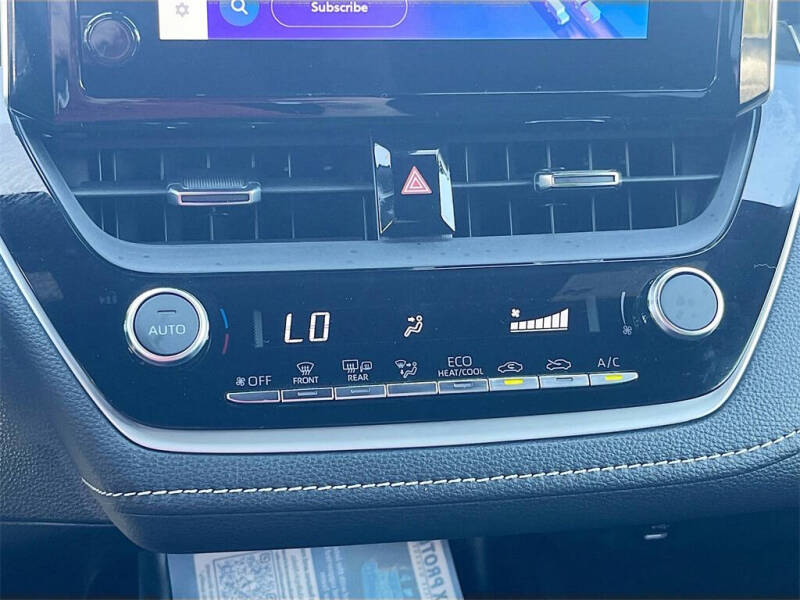 Subscribe
AUTO
LO
OFF
FRONT
REAR
ECO
HEAT/COOL
A/C